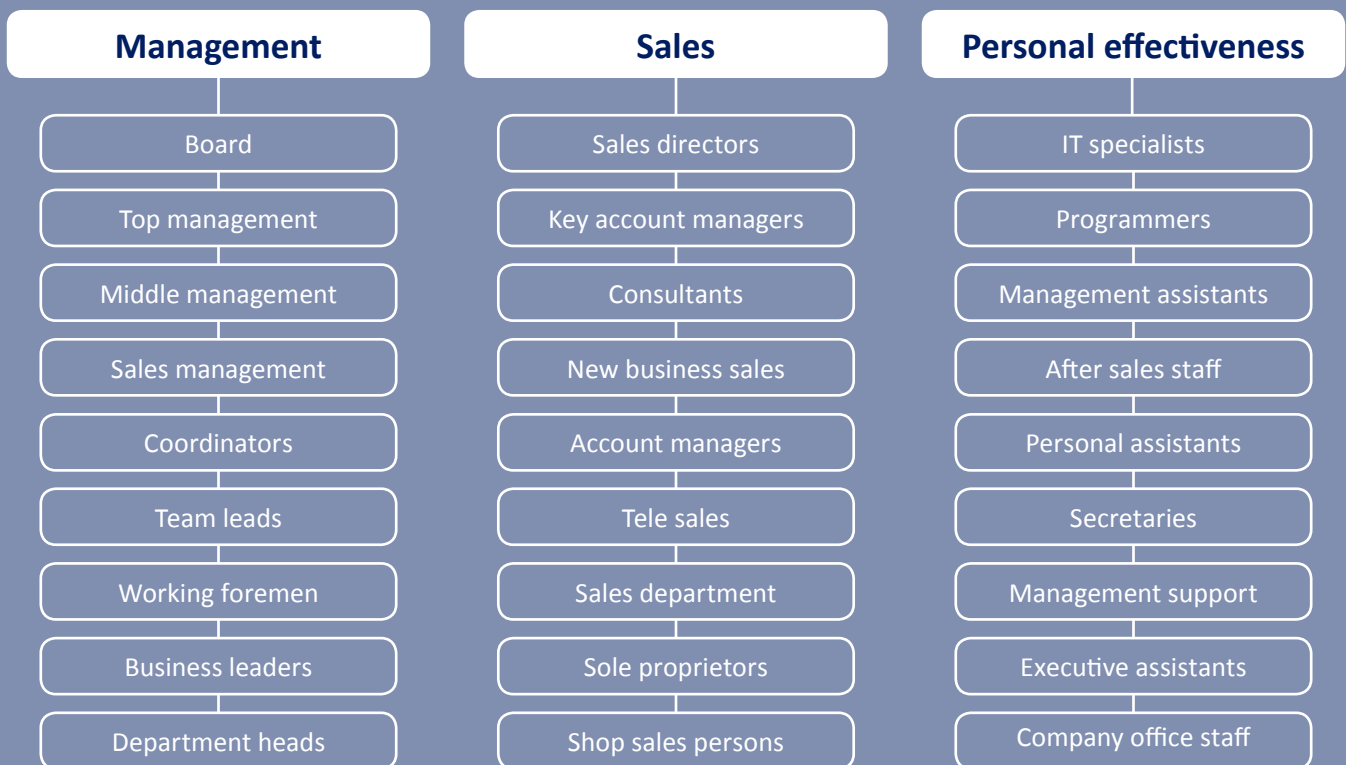 Management
Board
Top management
Middle management
Sales management
Coordinators
Team leads
Working foremen
Business leaders
Department heads
Sales
Sales directors
Key account managers
Consultants
New business sales
Account managers
Tele sales
Sales department
Sole proprietors
Shop sales persons
Personal effectiveness
IT specialists
Programmers
Management assistants
After sales staff
Personal assistants
Secretaries
Management support
Executive assistants
Company office staff